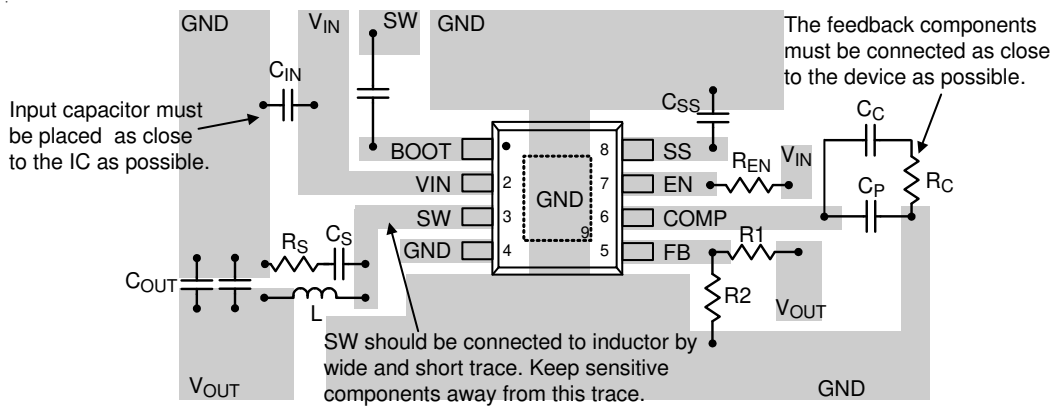 GND
VIN
SW
GND
The feedback components
must be connected as close
to the device as possible.
CIN
Input capacitor must
be placed as close
to the IC as possible.
CSS
CC
BOOT
8
SS
REN
VIN
RC
VIN
2
GND
7
EN
CP
SW
3
6
COMP
GND
4
9
5
FB
R1
RS
CS
COUT
R2
VOUT
L
SW should be connected to inductor by
wide and short trace. Keep sensitive
components away from this trace.
VOUT
GND